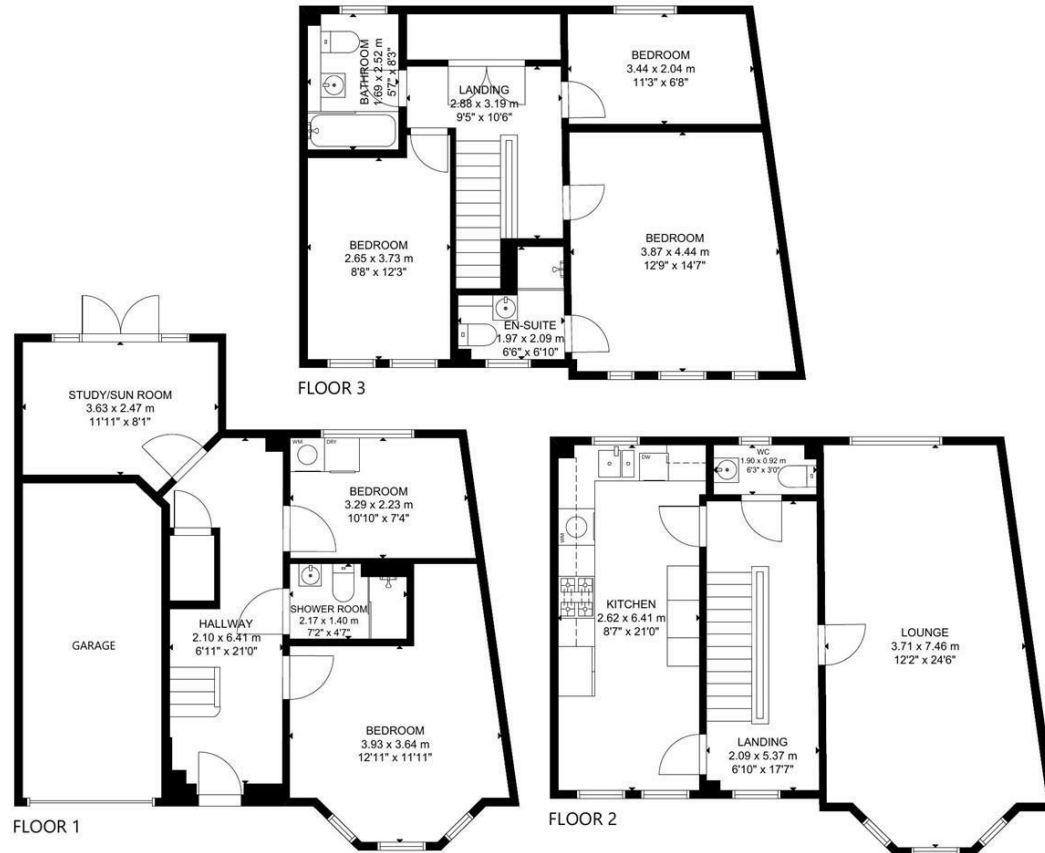 BATHROOM
1.69 x 2.52 m
5'7" x 8'3"
LANDING
2.88 x 3.19 m
9'5" x 10'6"
BEDROOM
3.44 x 2.04 m
11'3" x 6'8"
BEDROOM
2.65 x 3.73 m
8'8" x 12'3"
BEDROOM
3.87 x 4.44 m
12'9" x 14'7"
EN-SUITE
1.97 x 2.09 m
6'6" x 6'10"
FLOOR 3
STUDY/SUN ROOM
3.63 x 2.47 m
11'11" x 8'1"
WM
DRY
BEDROOM
3.29 x 2.23 m
10'10" x 7'4"
SHOWER ROOM
2.17 x 1.40 m
7'2" x 4'7"
HALLWAY
2.10 x 6.41 m
6'11" x 21'0"
GARAGE
BEDROOM
3.93 x 3.64 m
12'11" x 11'11"
FLOOR 1
DW
WC
1.90 x 0.92 m
6'3" x 3'0"
WM
KITCHEN
2.62 x 6.41 m
8'7" x 21'0"
LOUNGE
3.71 x 7.46 m
12'2" x 24'6"
LANDING
2.09 x 5.37 m
6'10" x 17'7"
FLOOR 2